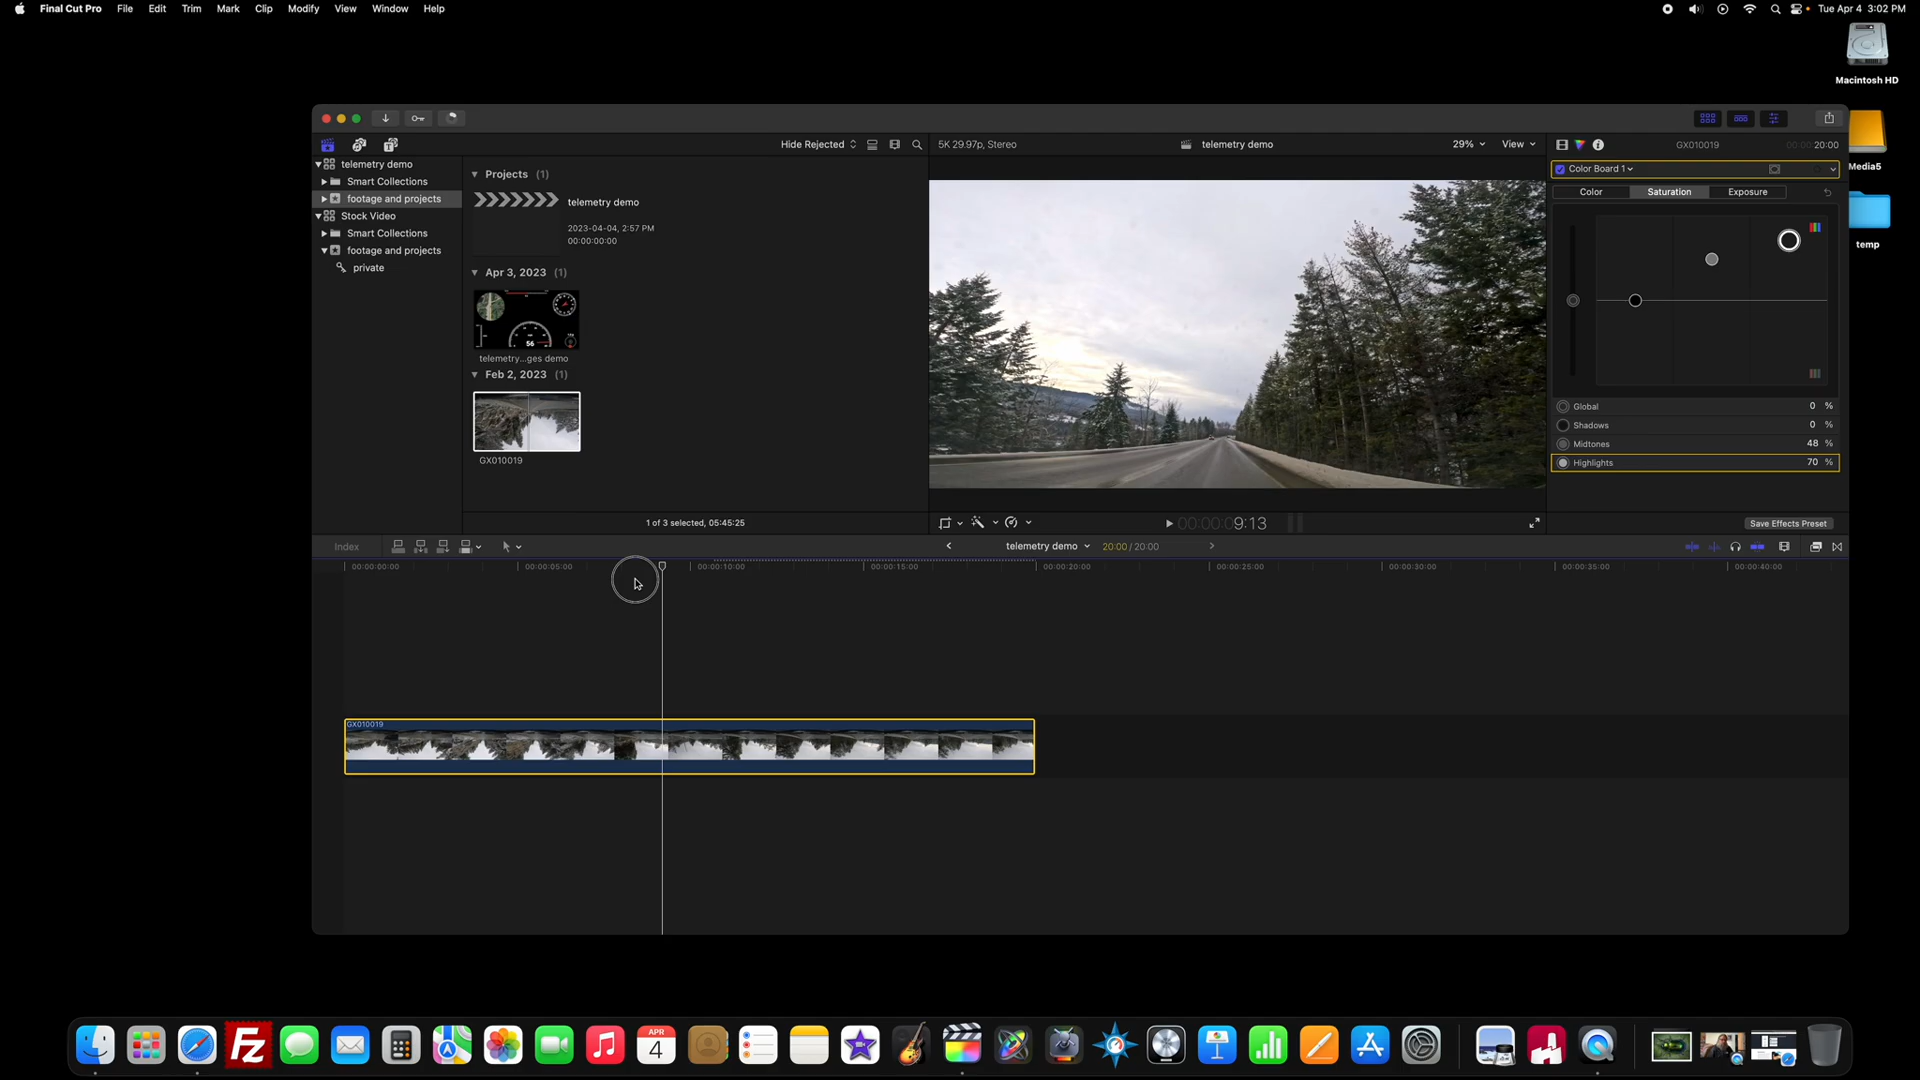 Final Cut Pro File Edit Trim Mark Clip Modify View Window Help
Tue Apr 4 3:02 PM
Macintosh HD
Media5
temp
Hide Rejected
5K 29.97p, Stereo
telemetry demo
29%
View
GX010019
00:00:20:00
telemetry demo
Smart Collections
footage and projects
Stock Video
Smart Collections
footage and projects
private
Projects (1)
telemetry demo
2023-04-04, 2:57 PM
00:00:00:00
Apr 3, 2023 (1)
56
telemetry...ges demo
Feb 2, 2023 (1)
GX010019
1 of 3 selected, 05:45:25
Color Board 1
Color Saturation Exposure
Global 0 %
Shadows 0 %
Midtones 48 %
Highlights 70 %
Save Effects Preset
00:00:09:13
Index
telemetry demo
20:00 / 20:00
00:00:00:00 00:00:05:00 00:00:10:00 00:00:15:00 00:00:20:00 00:00:25:00 00:00:30:00 00:00:35:00 00:00:40:00
GX010019
Fz
APR
4